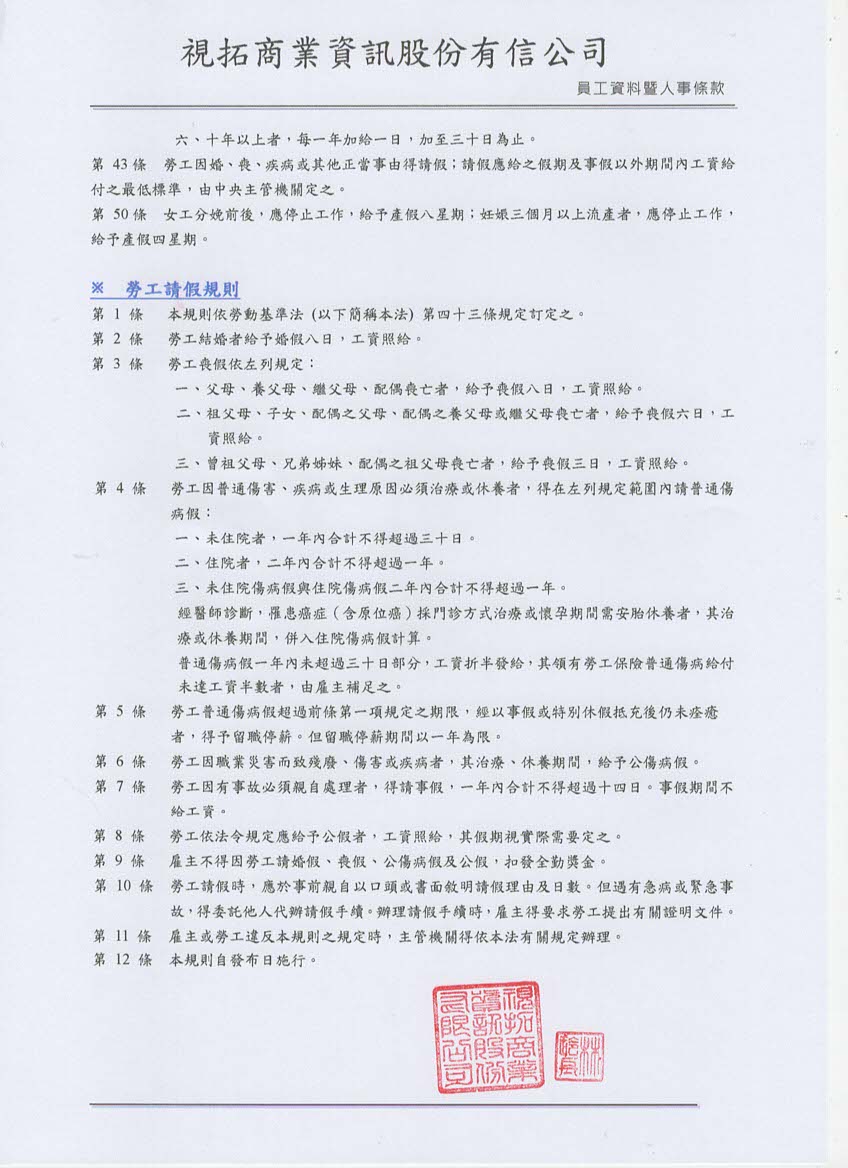 視拓商業資訊股份有信公司
員工資料暨人事條款
六、十年以上者，每一年加給一日，加至三十日為止。
第 43 條 勞工因婚、喪、疾病或其他正當事由得請假；請假應給之假期及事假以外期間內工資給
付之最低標準，由中央主管機關定之。
第 50 條 女工分娩前後，應停止工作，給予產假八星期；妊娠三個月以上流產者，應停止工作，
給予產假四星期。
※ 勞工請假規則
第 1 條 本規則依勞動基準法 (以下簡稱本法) 第四十三條規定訂定之。
第 2 條 勞工結婚者給予婚假八日，工資照給。
第 3 條 勞工喪假依左列規定：
一、父母、養父母、繼父母、配偶喪亡者，給予喪假八日，工資照給。
二、祖父母、子女、配偶之父母、配偶之養父母或繼父母喪亡者，給予喪假六日，工
資照給。
三、曾祖父母、兄弟姊妹、配偶之祖父母喪亡者，給予喪假三日，工資照給。
第 4 條 勞工因普通傷害、疾病或生理原因必須治療或休養者，得在左列規定範圍內請普通傷
病假：
一、未住院者，一年內合計不得超過三十日。
二、住院者，二年內合計不得超過一年。
三、未住院傷病假與住院傷病假二年內合計不得超過一年。
經醫師診斷，罹患癌症（含原位癌）採門診方式治療或懷孕期間需安胎休養者，其治
療或休養期間，併入住院傷病假計算。
普通傷病假一年內未超過三十日部分，工資折半發給，其領有勞工保險普通傷病給付
未達工資半數者，由雇主補足之。
第 5 條 勞工普通傷病假超過前條第一項規定之期限，經以事假或特別休假抵充後仍未痊癒
者，得予留職停薪。但留職停薪期間以一年為限。
第 6 條 勞工因職業災害而致殘廢、傷害或疾病者，其治療、休養期間，給予公傷病假。
第 7 條 勞工因有事故必須親自處理者，得請事假，一年內合計不得超過十四日。事假期間不
給工資。
第 8 條 勞工依法令規定應給予公假者，工資照給，其假期視實際需要定之。
第 9 條 雇主不得因勞工請婚假、喪假、公傷病假及公假，扣發全勤獎金。
第 10 條 勞工請假時，應於事前親自以口頭或書面敘明請假理由及日數。但遇有急病或緊急事
故，得委託他人代辦請假手續。辦理請假手續時，雇主得要求勞工提出有關證明文件。
第 11 條 雇主或勞工違反本規則之規定時，主管機關得依本法有關規定辦理。
第 12 條 本規則自發布日施行。
視拓商業
資訊股份
有限公司